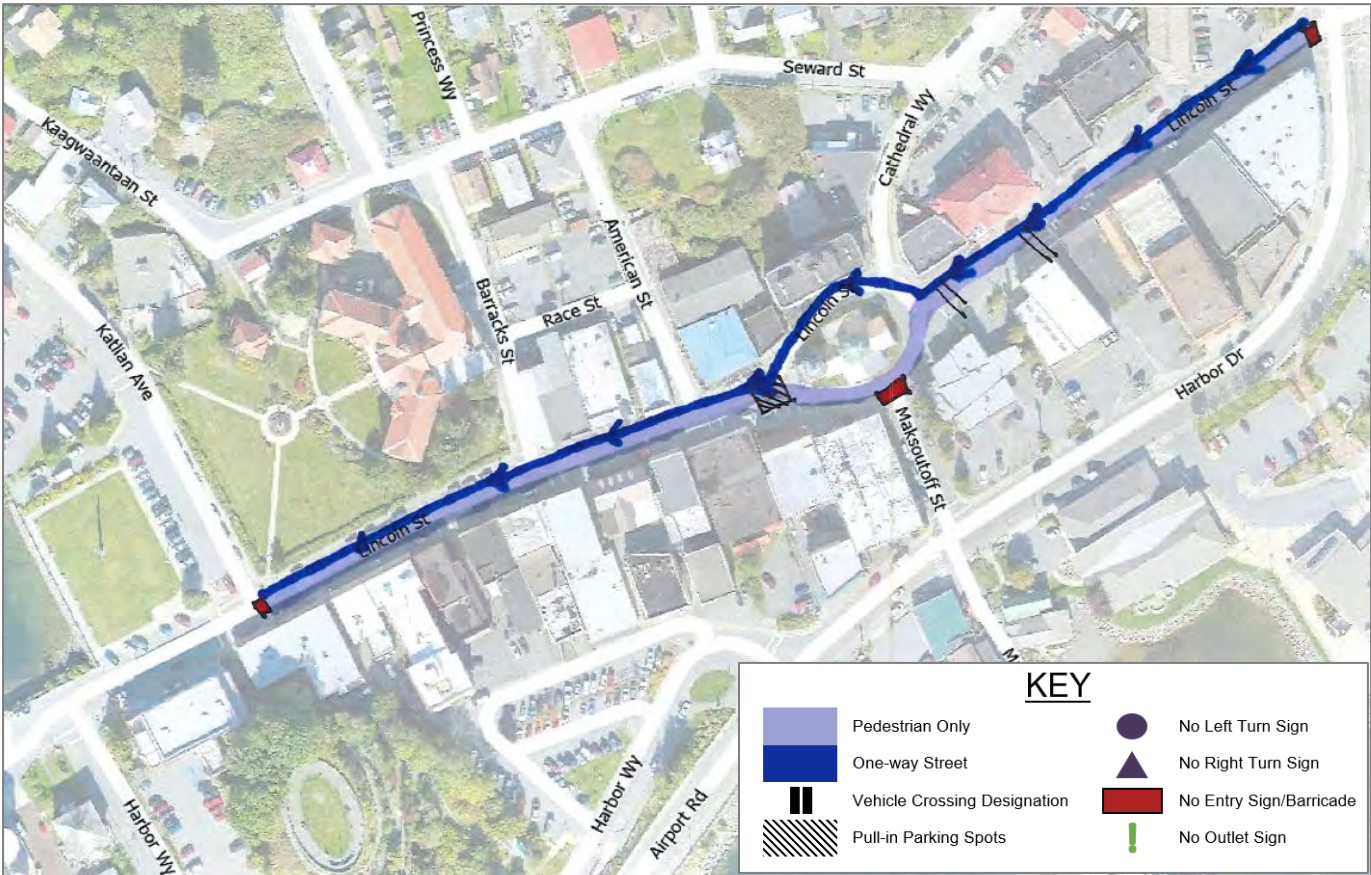 Princess Wy
Seward St
Cathedral Wy
Lincoln St
Kaagwaantaan St
American St
Barracks St
Race St
Lincoln St
Katlian Ave
Harbor Dr
Maksoutoff St
Lincoln St
M
Harbor Wy
Harbor Wy
Airport Rd
KEY
Pedestrian Only
No Left Turn Sign
One-way Street
No Right Turn Sign
Vehicle Crossing Designation
No Entry Sign/Barricade
Pull-in Parking Spots
No Outlet Sign